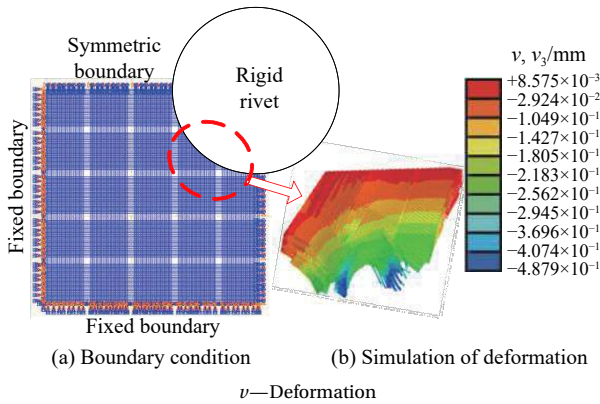 Symmetric
boundary
Rigid
rivet
Fixed boundary
Fixed boundary
v, v₃/mm
+8.575×10⁻³
−2.924×10⁻²
−1.049×10⁻¹
−1.427×10⁻¹
−1.805×10⁻¹
−2.183×10⁻¹
−2.562×10⁻¹
−2.945×10⁻¹
−3.696×10⁻¹
−4.074×10⁻¹
−4.879×10⁻¹
(a) Boundary condition
(b) Simulation of deformation
v—Deformation